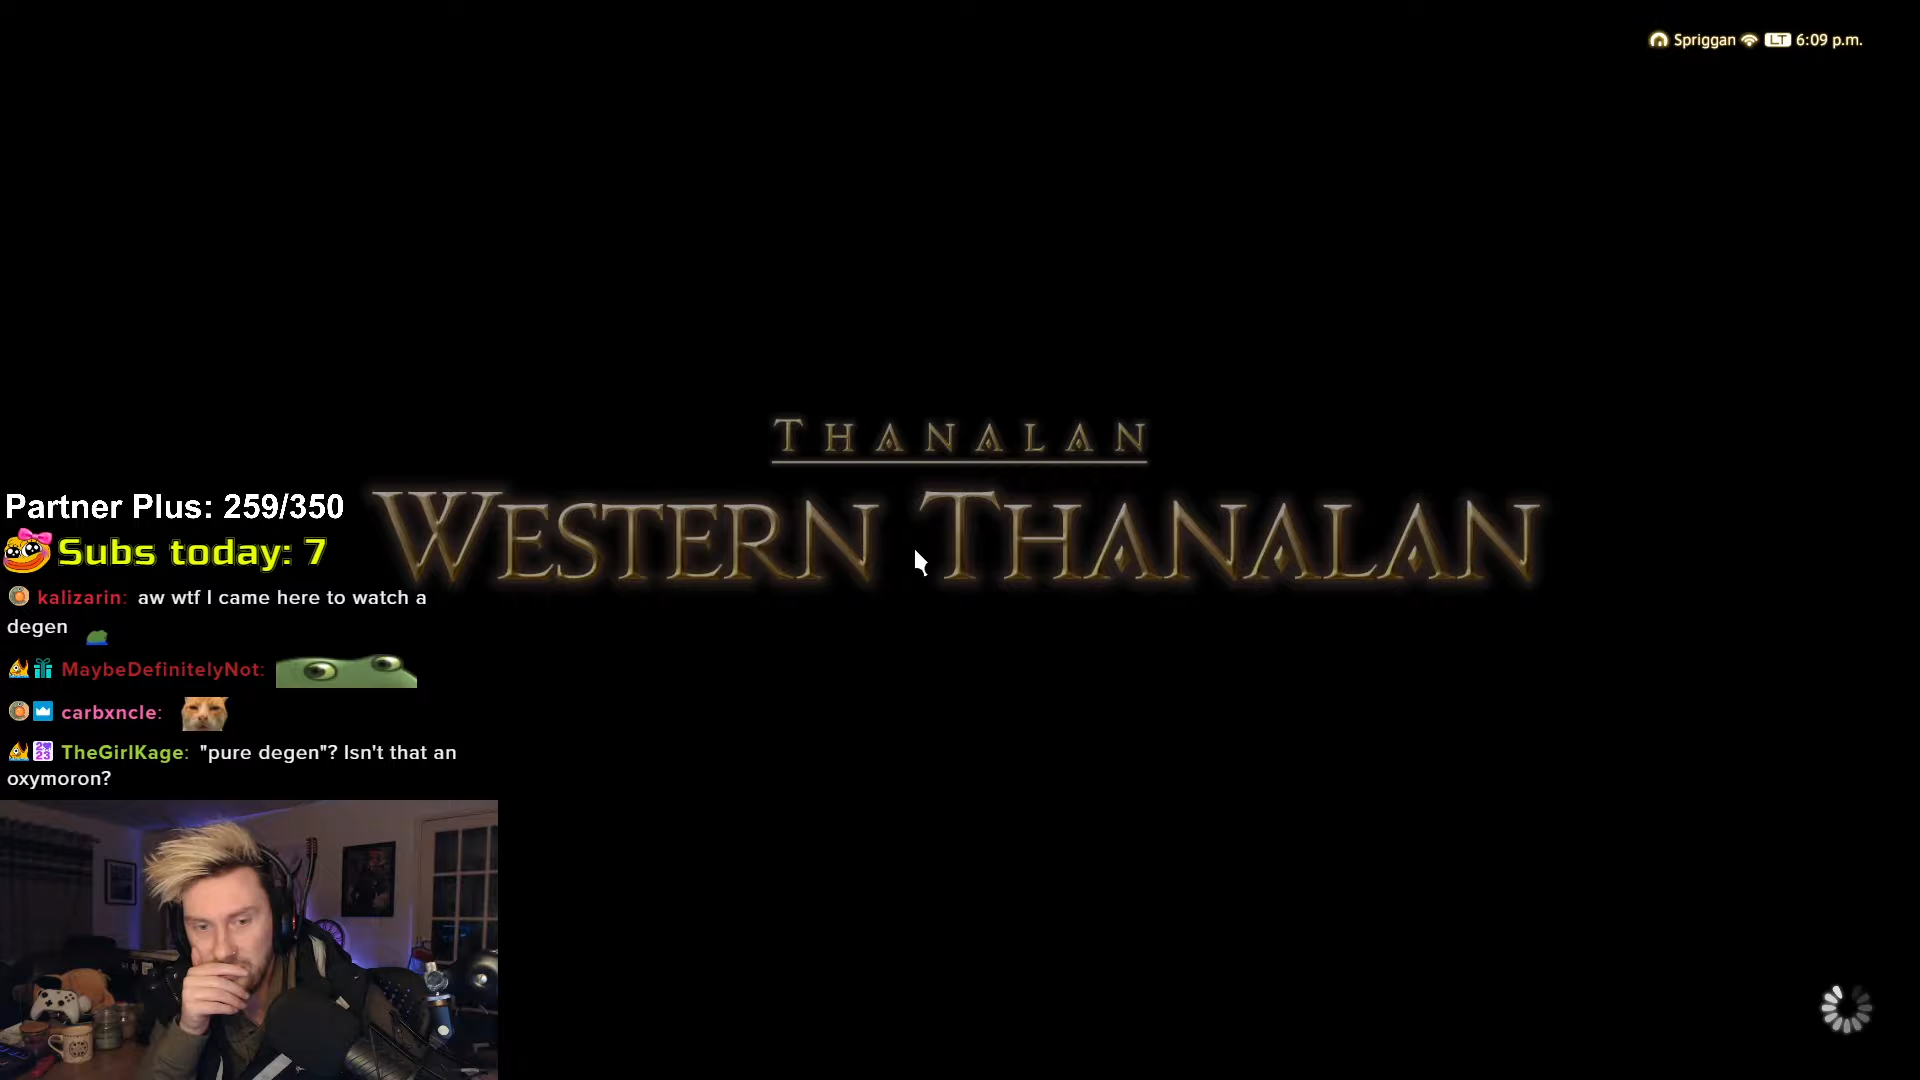 Spriggan LT 6:09 p.m.
THANALAN
WESTERN THANALAN
Partner Plus: 259/350
Subs today: 7
kalizarin: aw wtf I came here to watch a
degen
MaybeDefinitelyNot:
carbxncle:
TheGirlKage: "pure degen"? Isn't that an
oxymoron?